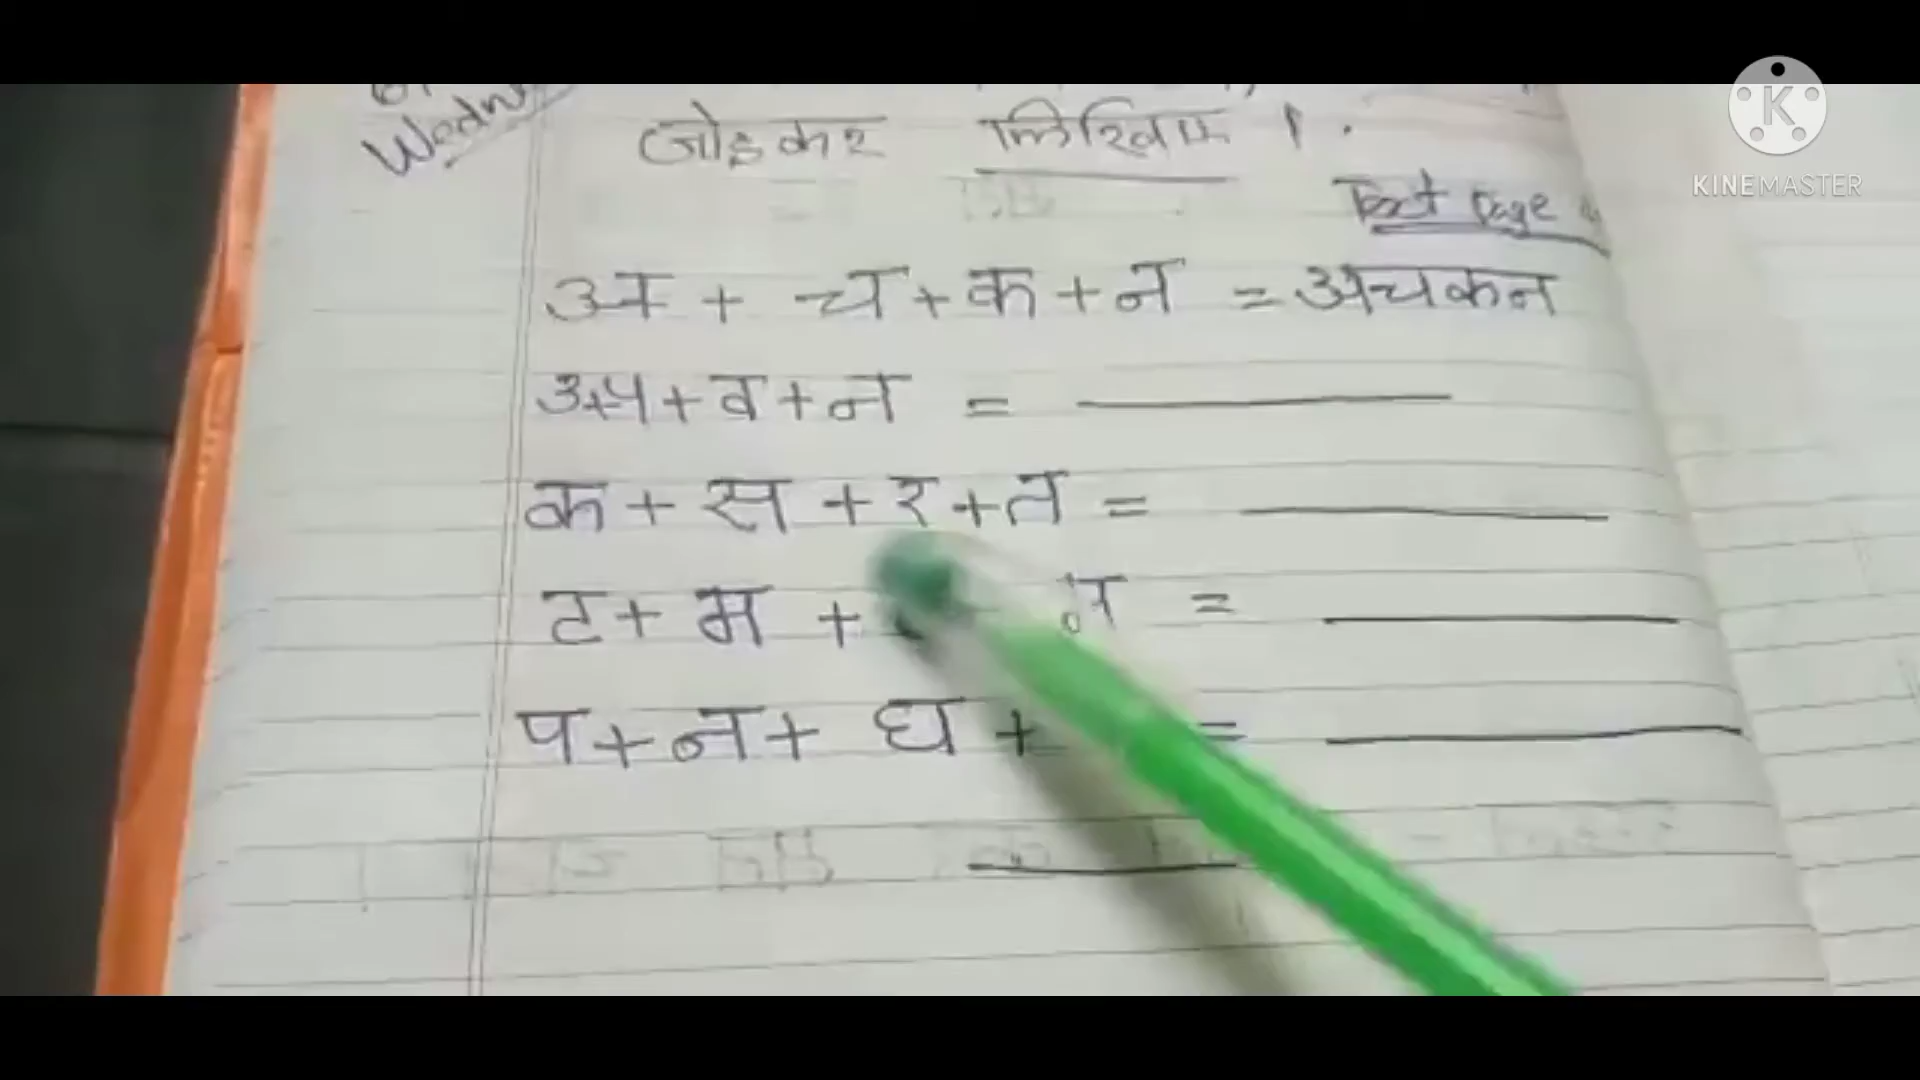 Wedn
जोड़कर लिखिए ।
Text page
KINEMASTER
अ + च + क + न = अचकन
अ + प + व + न =
क + स + र + त =
ट + म + न =
प + न + घ + =